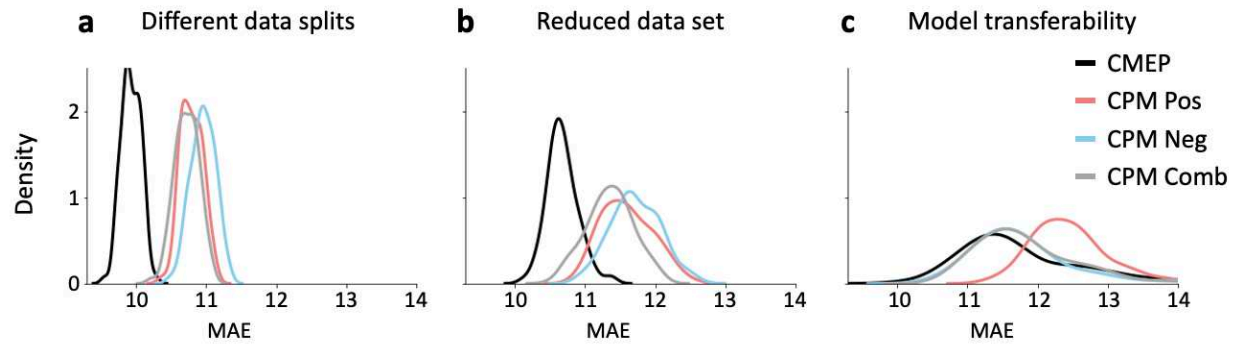 a Different data splits
b Reduced data set
c Model transferability
CMEP
CPM Pos
CPM Neg
CPM Comb
Density
2
1
0
10 11 12 13 14
MAE
10 11 12 13 14
MAE
10 11 12 13 14
MAE